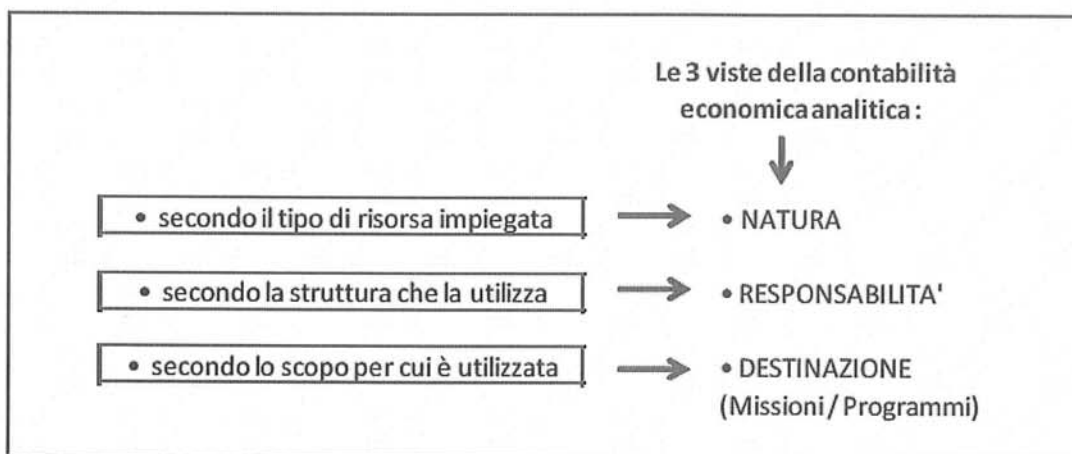 Le 3 viste della contabilità
economica analitica :
• secondo il tipo di risorsa impiegata
• NATURA
• secondo la struttura che la utilizza
• RESPONSABILITA'
• secondo lo scopo per cui è utilizzata
• DESTINAZIONE
(Missioni / Programmi)